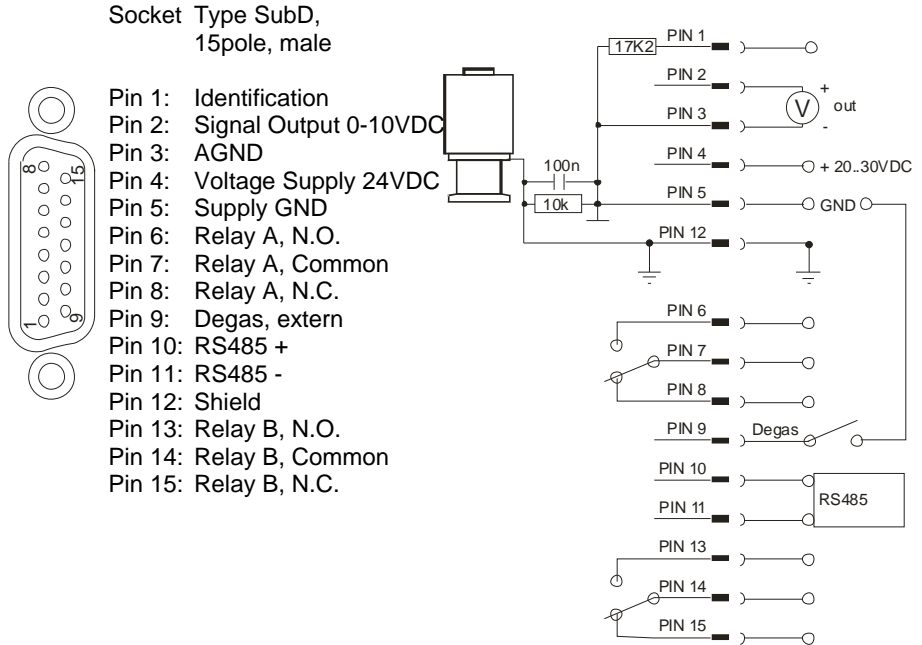 Socket Type SubD,
15pole, male
Pin 1: Identification
Pin 2: Signal Output 0-10VDC
Pin 3: AGND
Pin 4: Voltage Supply 24VDC
Pin 5: Supply GND
Pin 6: Relay A, N.O.
Pin 7: Relay A, Common
Pin 8: Relay A, N.C.
Pin 9: Degas, extern
Pin 10: RS485 +
Pin 11: RS485 -
Pin 12: Shield
Pin 13: Relay B, N.O.
Pin 14: Relay B, Common
Pin 15: Relay B, N.C.
8
15
1
9
17K2
PIN 1
PIN 2
+
V
out
PIN 3
-
100n
PIN 4
+ 20..30VDC
10k
PIN 5
GND
PIN 12
PIN 6
PIN 7
PIN 8
PIN 9
Degas
PIN 10
RS485
PIN 11
PIN 13
PIN 14
PIN 15